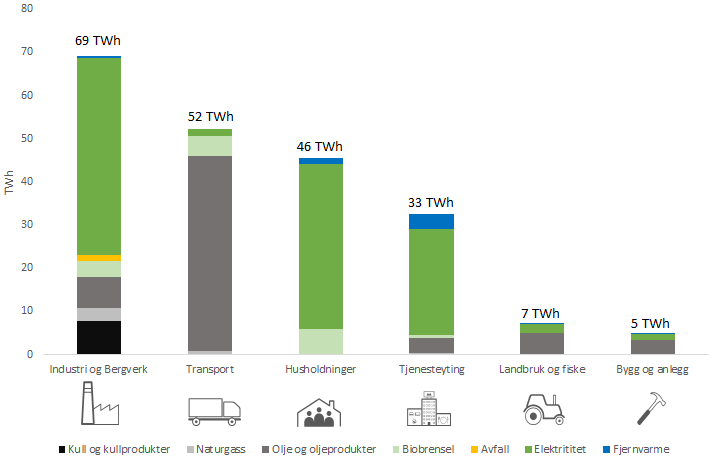 80
70
60
50
40
30
20
10
0
TWh
69 TWh
52 TWh
46 TWh
33 TWh
7 TWh
5 TWh
Industri og Bergverk Transport Husholdninger Tjenesteyting Landbruk og fiske Bygg og anlegg
Kull og kullprodukter Naturgass Olje og oljeprodukter Biobrensel Avfall Elektrititet Fjernvarme